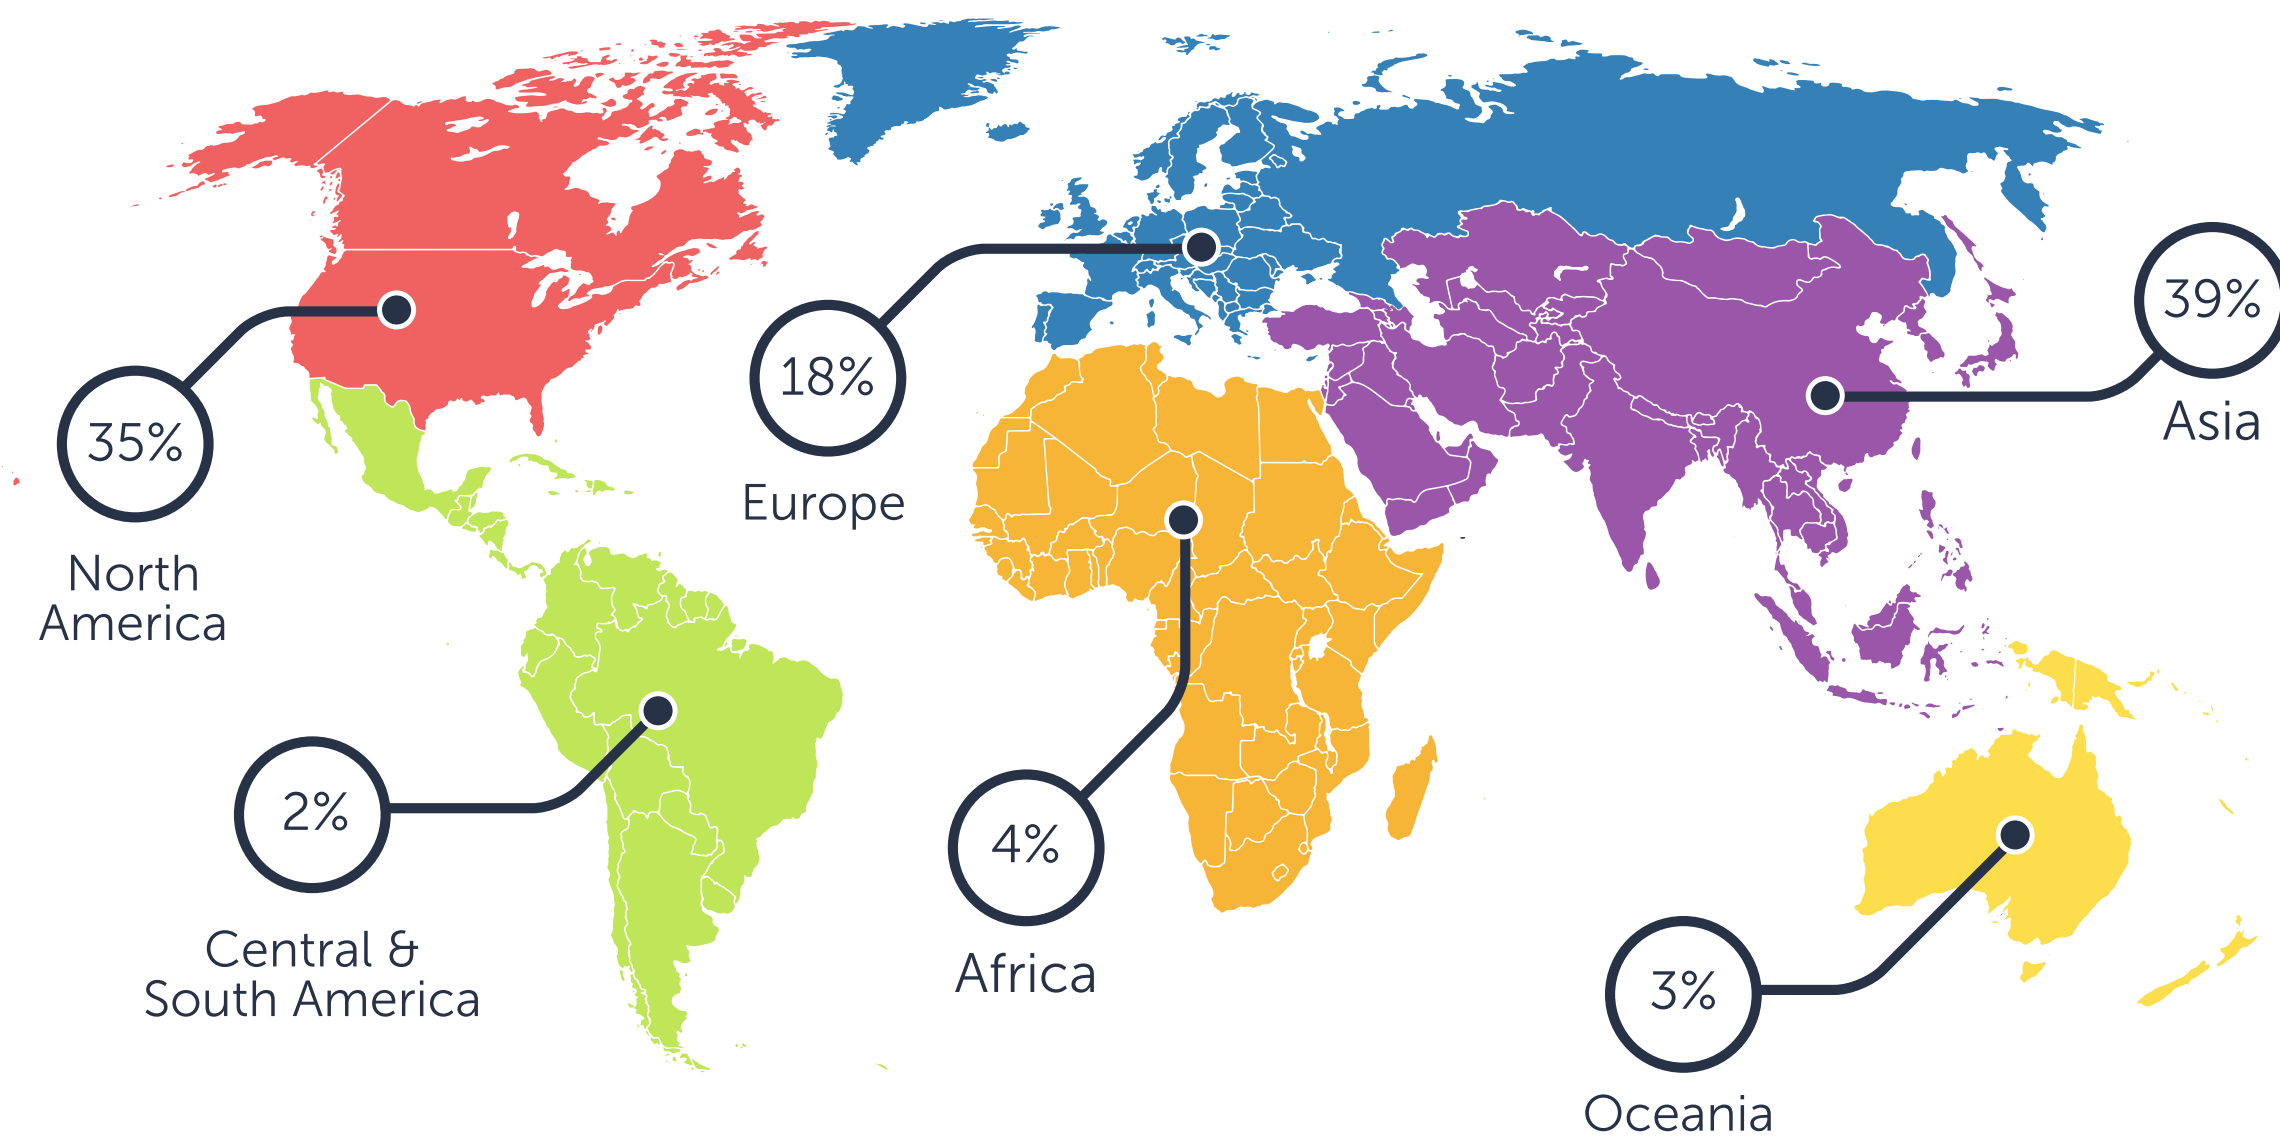 35%
North
America
18%
Europe
39%
Asia
2%
Central &
South America
4%
Africa
3%
Oceania